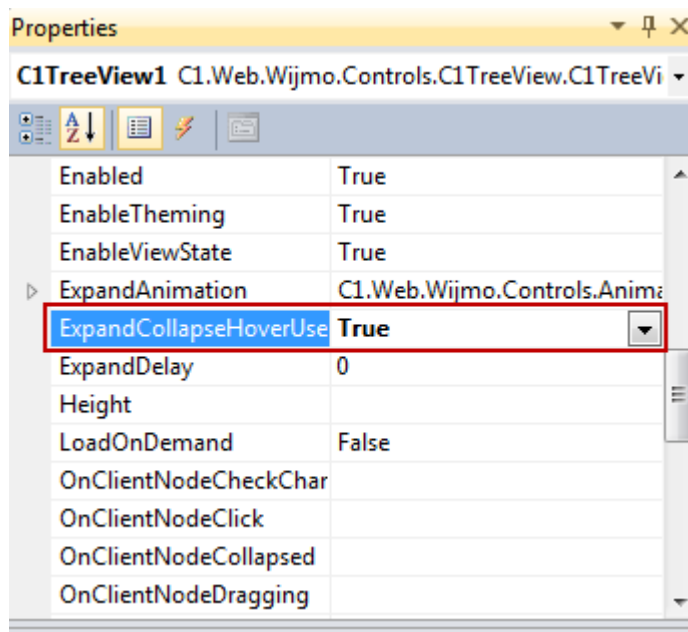 Properties
C1TreeView1 C1.Web.Wijmo.Controls.C1TreeView.C1TreeVi
Enabled True
EnableTheming True
EnableViewState True
ExpandAnimation C1.Web.Wijmo.Controls.Anima
ExpandCollapseHoverUse True
ExpandDelay 0
Height
LoadOnDemand False
OnClientNodeCheckChar
OnClientNodeClick
OnClientNodeCollapsed
OnClientNodeDragging